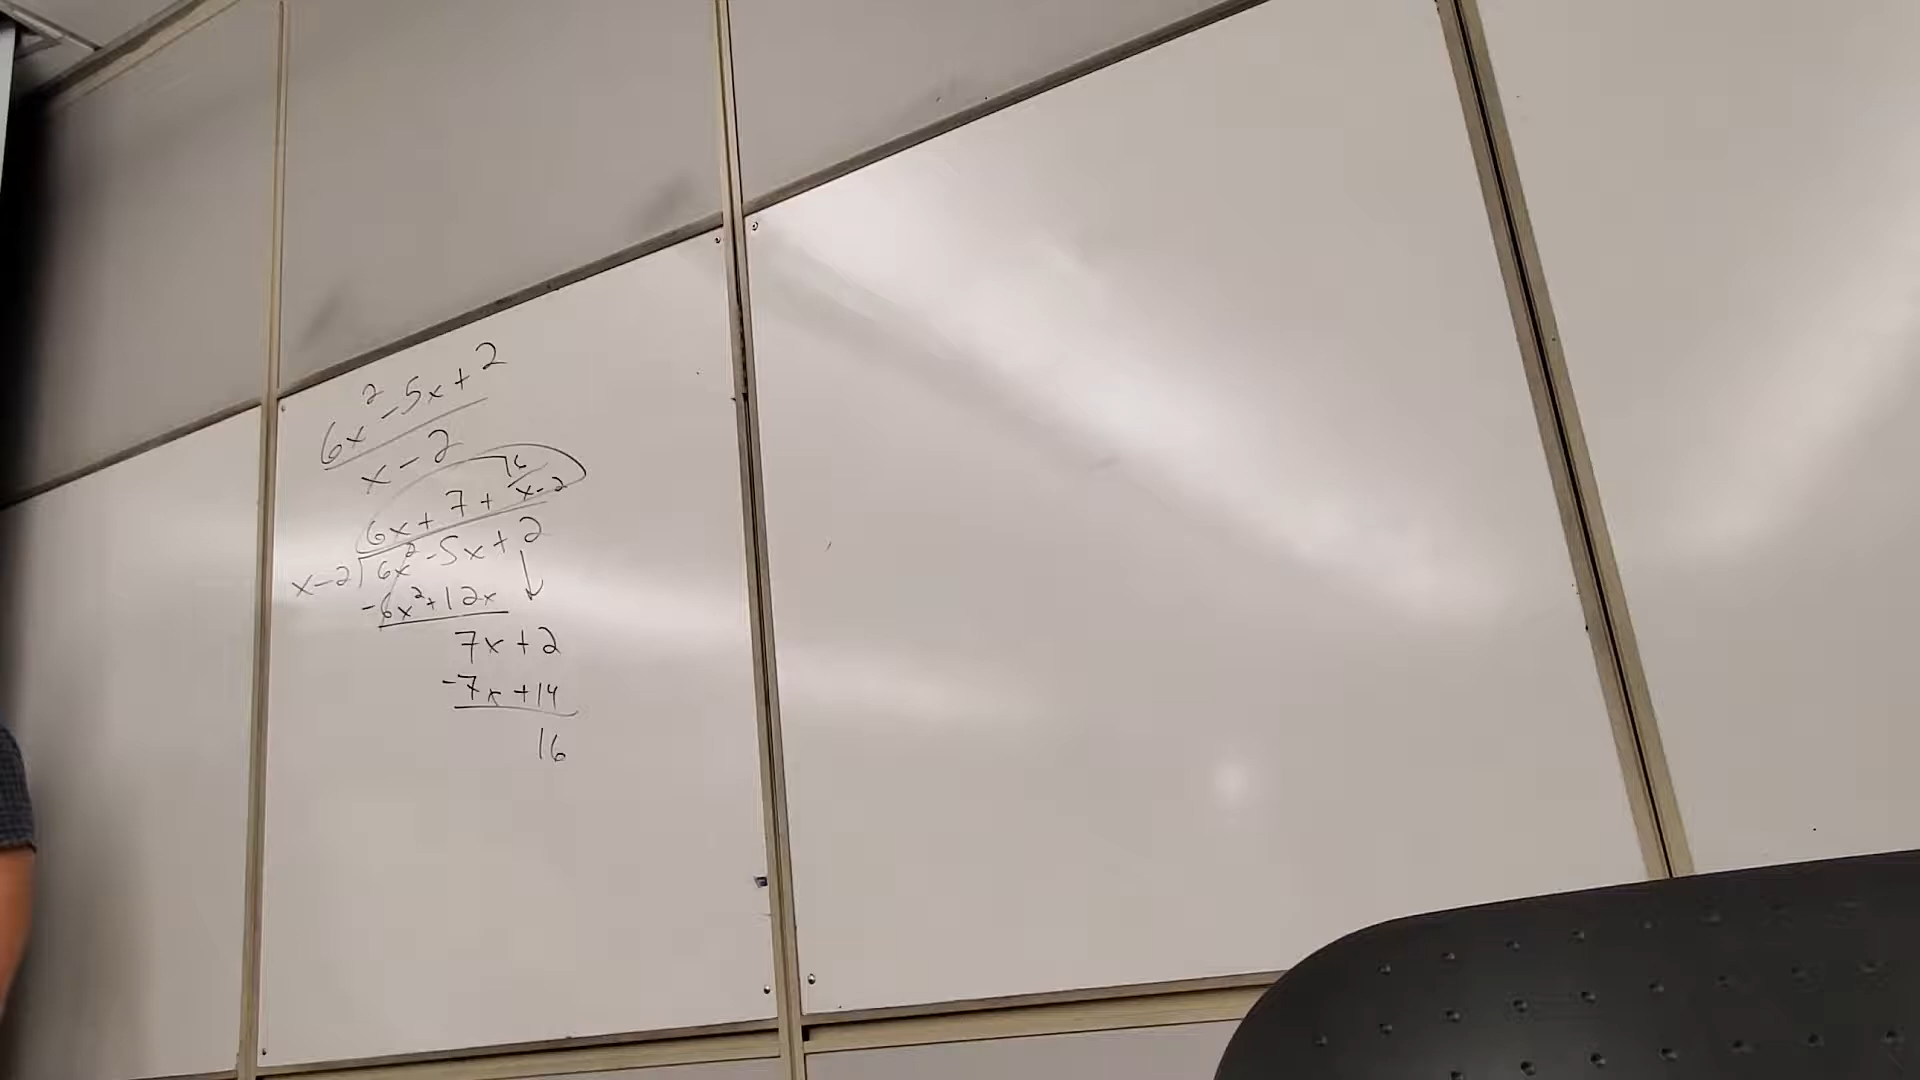 6x² - 5x + 2
x - 2
16
x - 2
6x + 7 +
x - 2 6x² - 5x + 2
-6x² + 12x
7x + 2
-7x + 14
16